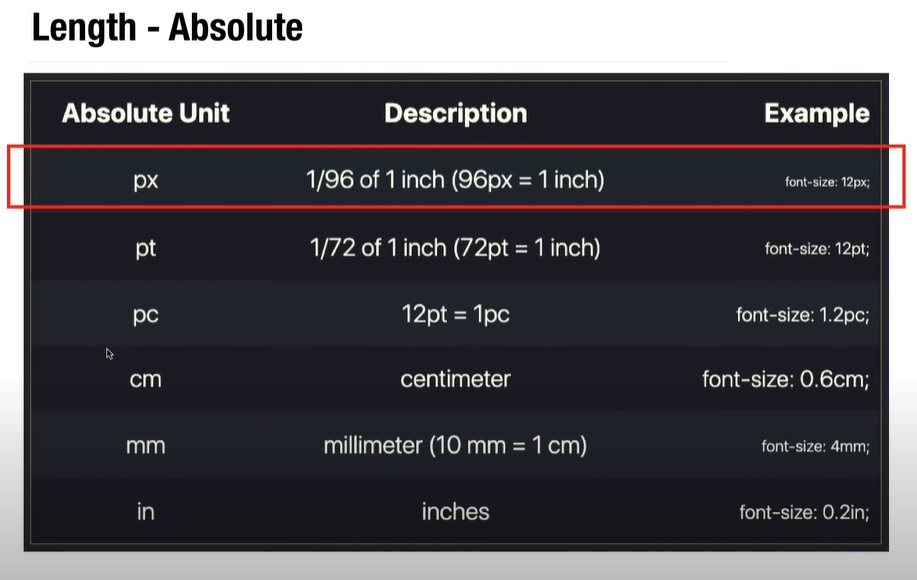 Length - Absolute
Absolute Unit Description Example
px 1/96 of 1 inch (96px = 1 inch) font-size: 12px;
pt 1/72 of 1 inch (72pt = 1 inch) font-size: 12pt;
pc 12pt = 1pc font-size: 1.2pc;
cm centimeter font-size: 0.6cm;
mm millimeter (10 mm = 1 cm) font-size: 4mm;
in inches font-size: 0.2in;